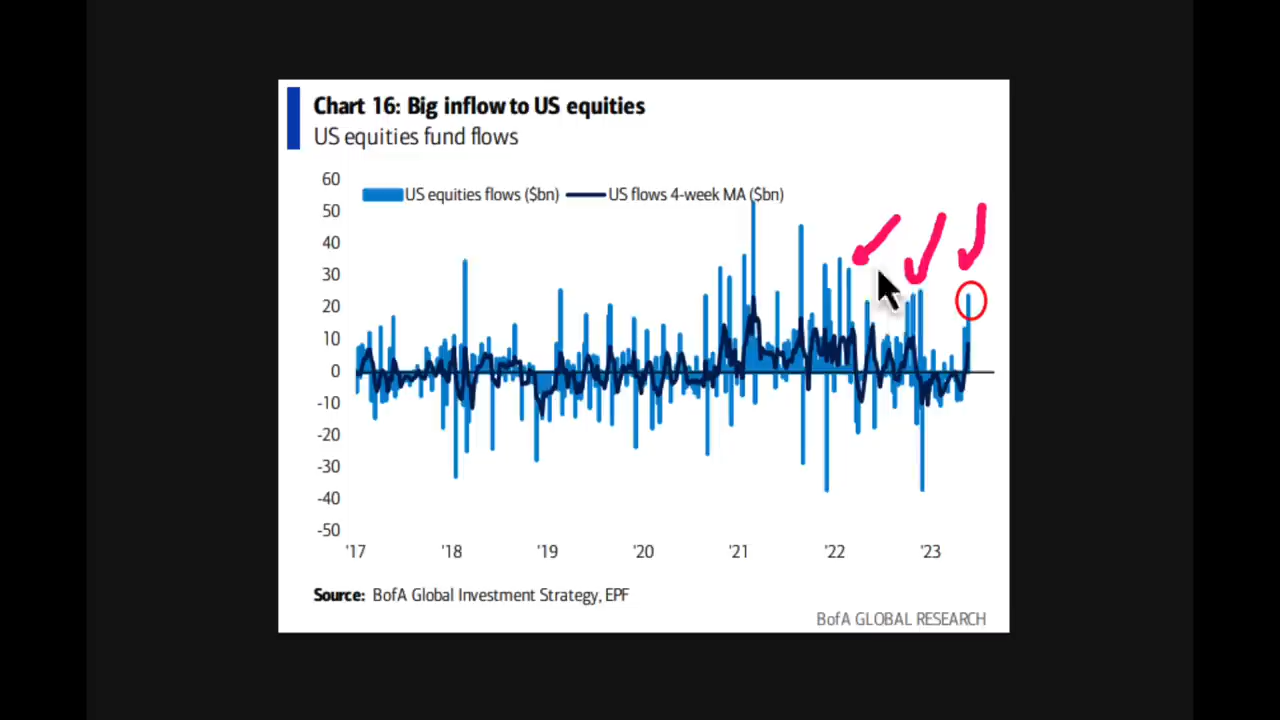 Chart 16: Big inflow to US equities
US equities fund flows
60
US equities flows ($bn) US flows 4-week MA ($bn)
50
40
30
20
10
0
-10
-20
-30
-40
-50
'17 '18 '19 '20 '21 '22 '23
Source: BofA Global Investment Strategy, EPF
BofA GLOBAL RESEARCH